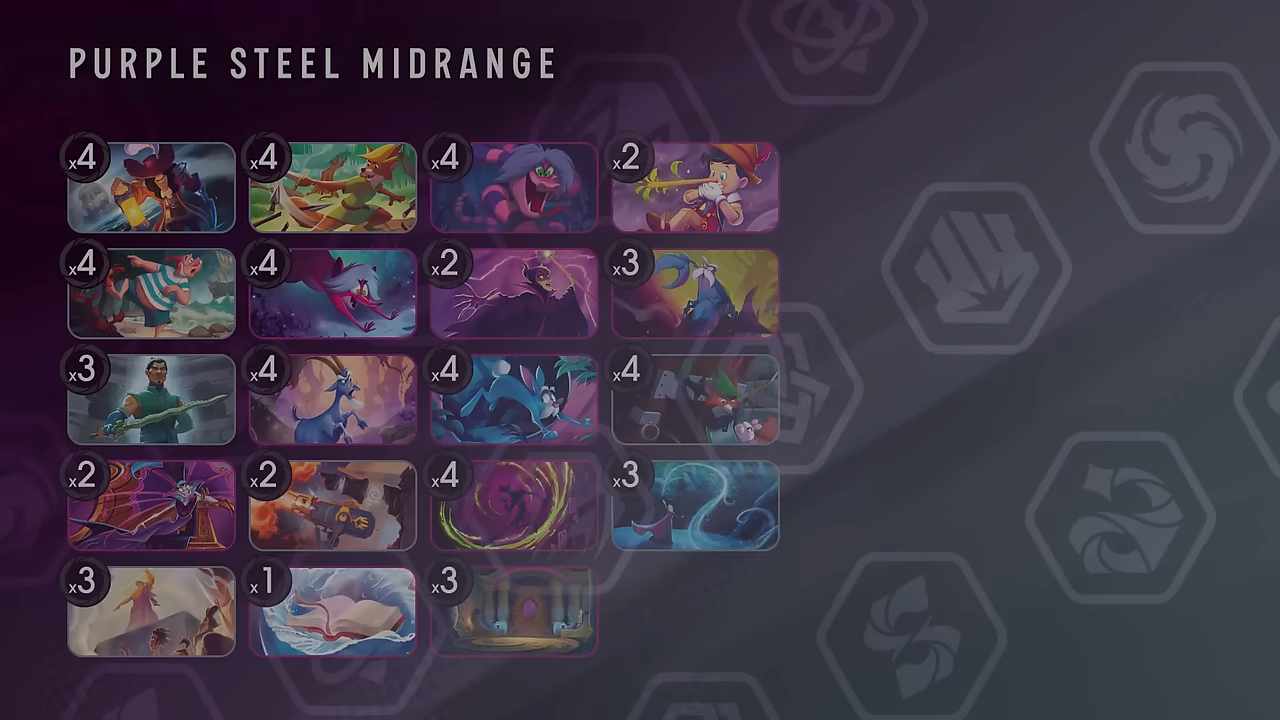 PURPLE STEEL MIDRANGE
x4 x4 x4 x2
x4 x4 x2 x3
x3 x4 x4 x4
x2 x2 x4 x3
x3 x1 x3